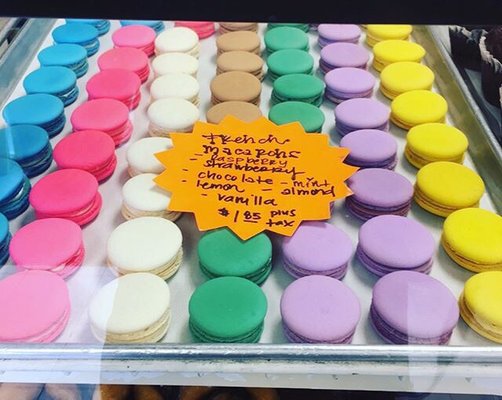 French
Macarons
- Raspberry
strawberry
- chocolate - mint
lemon - almond
- vanilla
$1.85 plus
tax